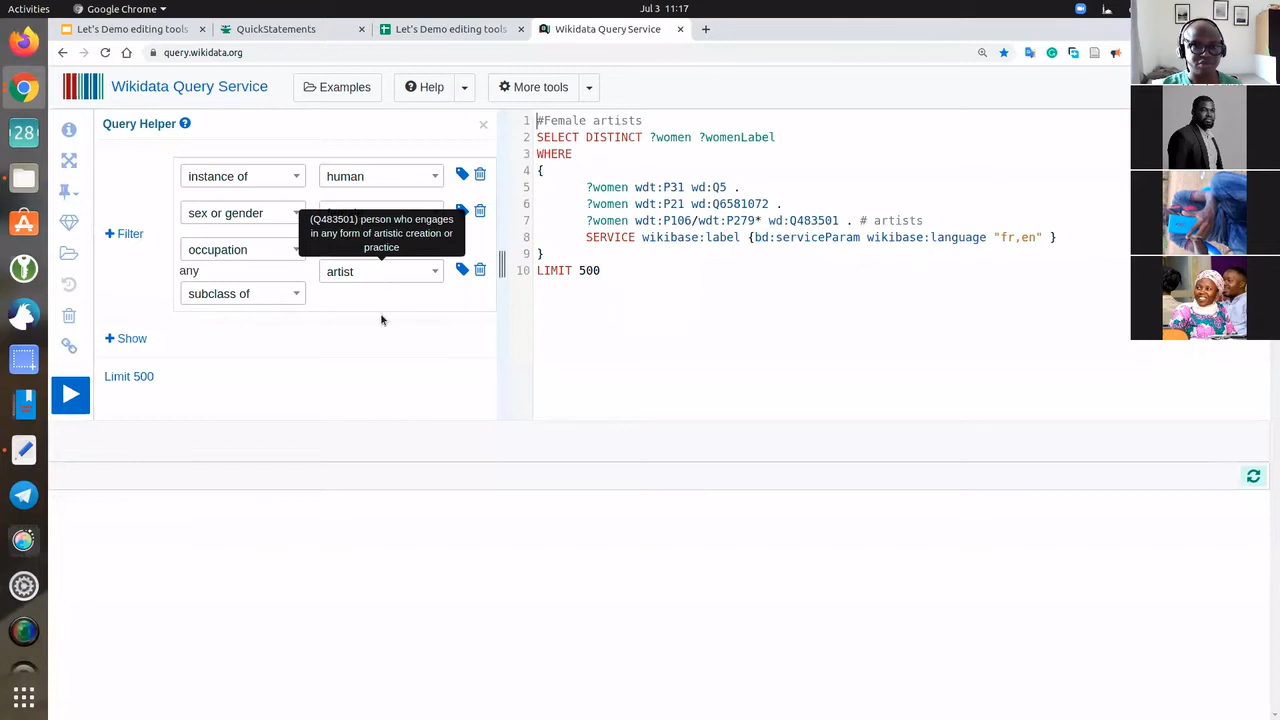 Activities
Google Chrome
Jul 3 11:17
Let's Demo editing tools
QuickStatements
Let's Demo editing tools
Wikidata Query Service
query.wikidata.org
Wikidata Query Service
Examples
Help
More tools
Query Helper
instance of
human
sex or gender
(Q483501) person who engages
in any form of artistic creation or
practice
+ Filter
occupation
any
artist
subclass of
+ Show
Limit 500
28
1 #Female artists
2 SELECT DISTINCT ?women ?womenLabel
3 WHERE
4 {
5 ?women wdt:P31 wd:Q5 .
6 ?women wdt:P21 wd:Q6581072 .
7 ?women wdt:P106/wdt:P279* wd:Q483501 . # artists
8 SERVICE wikibase:label {bd:serviceParam wikibase:language "fr,en" }
9 }
10 LIMIT 500